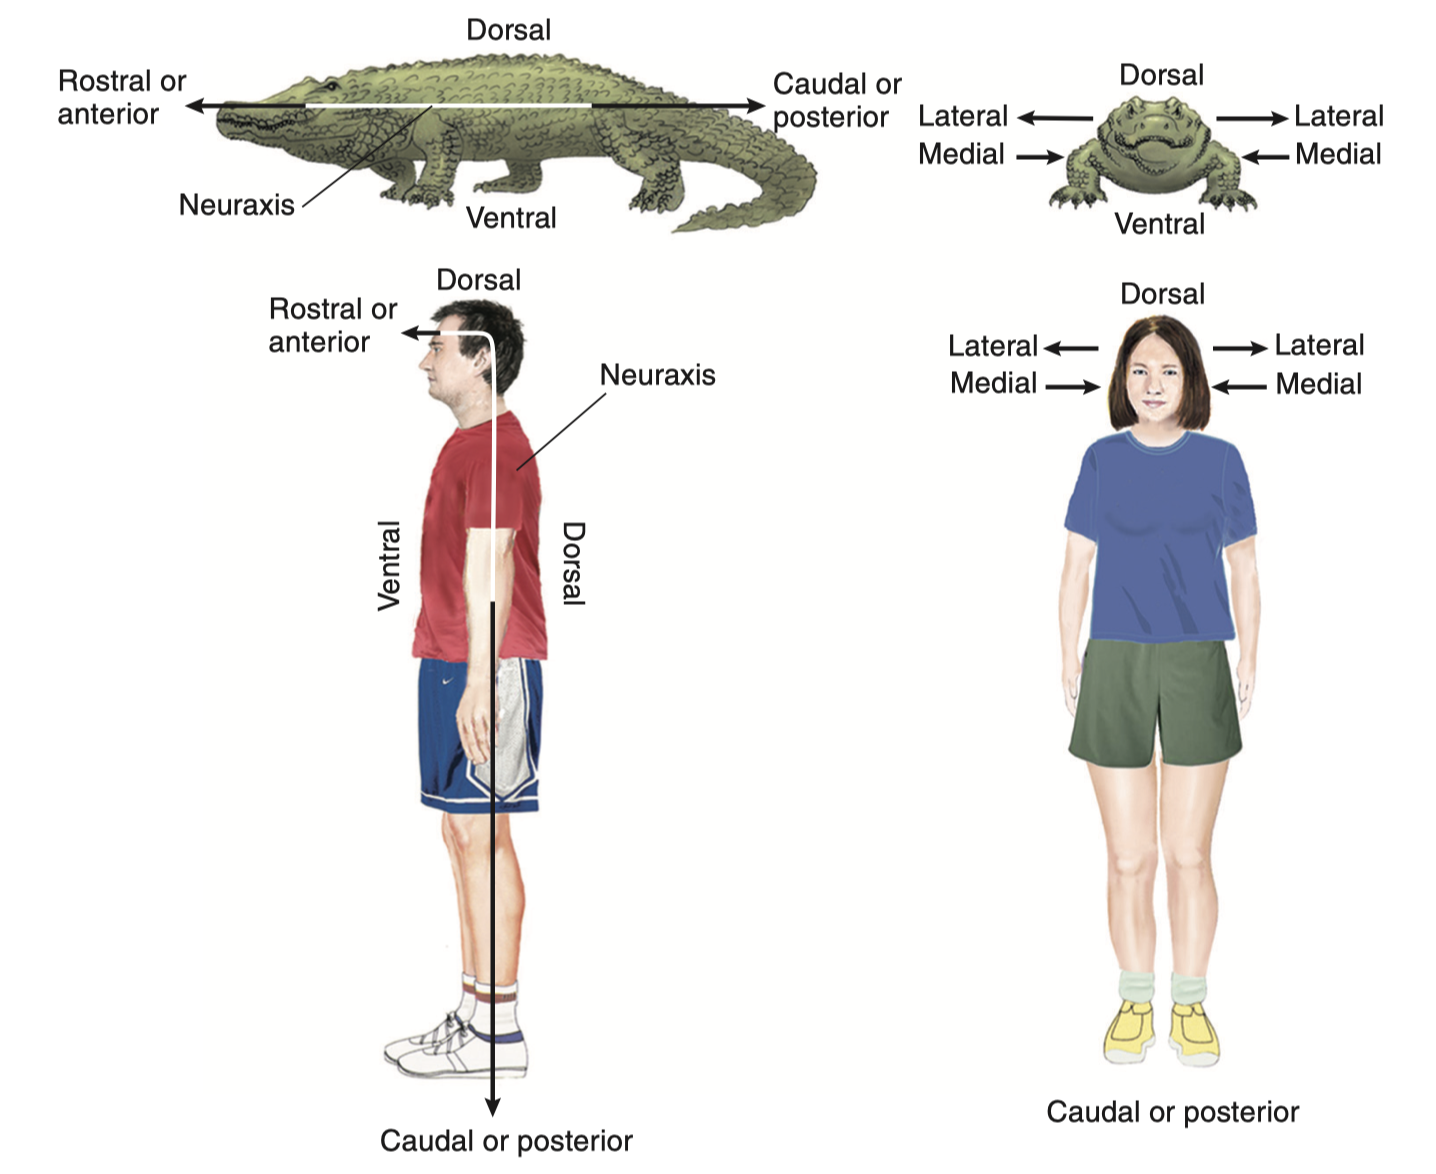 Dorsal
Rostral or
anterior
Caudal or
posterior
Neuraxis
Ventral
Dorsal
Lateral
Lateral
Medial
Medial
Ventral
Dorsal
Rostral or
anterior
Neuraxis
Ventral
Dorsal
Caudal or posterior
Dorsal
Lateral
Lateral
Medial
Medial
Caudal or posterior